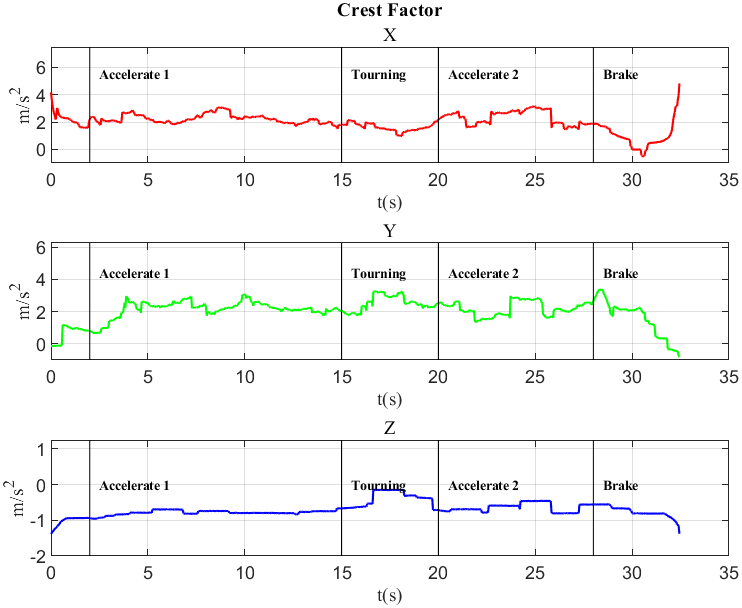 Crest Factor
X
m/s²
6
4
2
0
Accelerate 1 Tourning Accelerate 2 Brake
0 5 10 15 20 25 30 35
t(s)
Y
m/s²
6
4
2
0
Accelerate 1 Tourning Accelerate 2 Brake
0 5 10 15 20 25 30 35
t(s)
Z
m/s²
1
0
-1
-2
Accelerate 1 Tourning Accelerate 2 Brake
0 5 10 15 20 25 30 35
t(s)